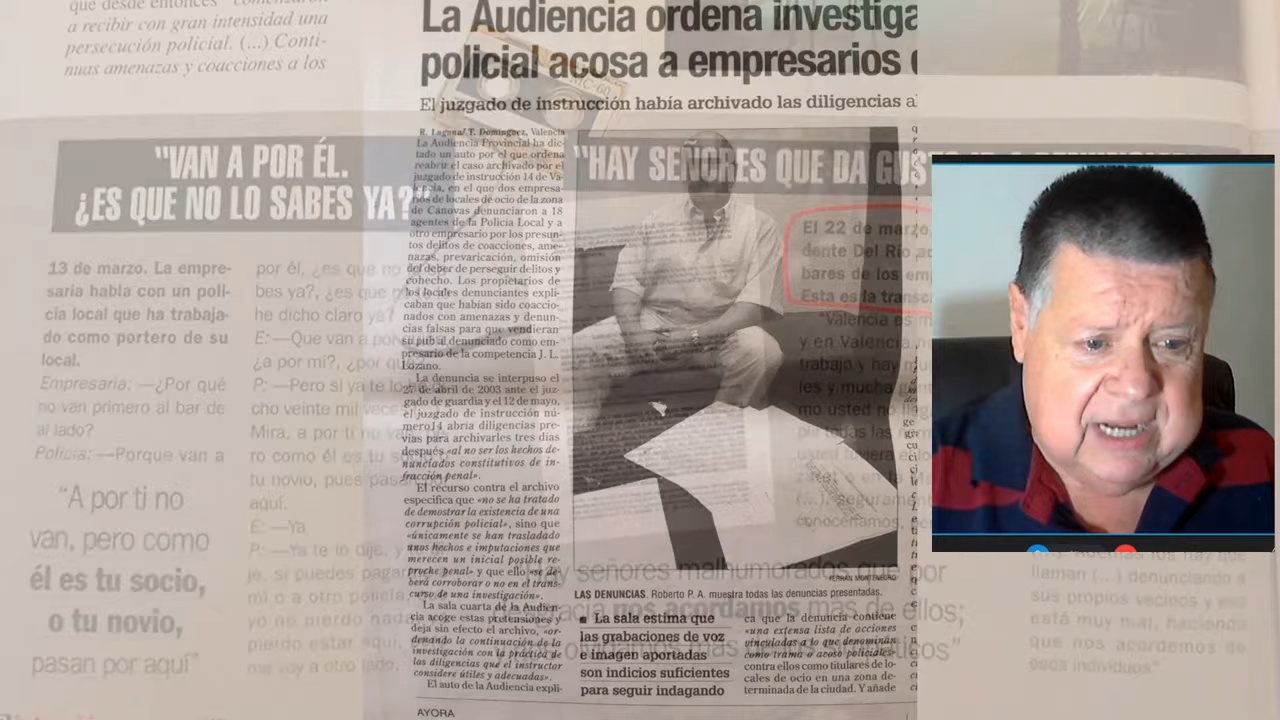 que desde entonces comenzaron
a recibir con gran intensidad una
persecución policial. (...) Conti-
nuas amenazas y coacciones a los
La Audiencia ordena investiga
policial acosa a empresarios
El juzgado de instrucción había archivado las diligencias a
MC-60
"VAN A POR ÉL.
¿ES QUE NO LO SABES YA?"
13 de marzo. La empre-
saria habla con un poli-
cía local que ha trabaja-
do como portero de su
local.
Empresaria: —¿Por qué
no van primero al bar de
al lado?
Policía: —Porque van a
"A por ti no
van, pero como
él es tu socio,
o tu novio,
pasan por aquí"
por él, ¿es que no
bes ya?, ¿es que
he dicho claro ya?
E: —Que van a por
¿a por mí?, ¿por qu
P: —Pero si ya te lo
cho veinte mil vece
Mira, a por ti no va
ro como él es tu socio o
tu novio, pues pasa
aquí.
E: —Ya
P: —Ya te lo dije, y
je, si puedes pagar
mí o a otro policía,
yo no pierdo nada
pierdo estar aquí,
me voy a otro lado.
R. Laguna/ T. Domínguez, Valencia
La Audiencia Provincial ha dic-
tado un auto por el que ordena
reabrir el caso archivado por el
juzgado de instrucción 14 de Va-
lencia, en el que dos empresa-
rios de locales de ocio de la zona
de Cánovas denunciaron a 18
agentes de la Policía Local y a
otro empresario por los presun-
tos delitos de coacciones, ame-
nazas, prevaricación, omisión
del deber de perseguir delitos y
cohecho. Los propietarios de
los locales denunciantes expli-
caban que habían sido coaccio-
nados con amenazas y denun-
cias falsas para que vendieran
su pub al denunciado como em-
presario de la competencia J. L.
Lozano.
La denuncia se interpuso el
25 de abril de 2003 ante el juz-
gado de guardia y el 12 de mayo,
el juzgado de instrucción nú-
mero14 abría diligencias pre-
vias para archivarles tres días
después «al no ser los hechos de-
nunciados constitutivos de in-
fracción penal».
El recurso contra el archivo
especifica que «no se ha tratado
de demostrar la existencia de una
corrupción policial», sino que
«únicamente se han trasladado
unos hechos e imputaciones que
merecen un inicial posible re-
proche penal» y que ello «se de-
berá corroborar o no en el trans-
curso de una investigación».
La sala cuarta de la Audien-
cia acoge estas pretensiones y
deja sin efecto el archivo, «or-
denando la continuación de la
investigación con la práctica de
las diligencias que el instructor
considere útiles y adecuadas».
El auto de la Audiencia expli-
"HAY SEÑORES QUE DA GUS
El 22 de marzo
dente Del Río
bares de los em
Esta es la transc
"Valencia es m
y en Valencia
trabajo y hay
les y mucha
mo usted no
todas las
usted
(...), seguramen
conoceríamos,
FERRAN MONTENEGRO
y señores malhumorados que por
nos acordamos más de ellos;
LAS DENUNCIAS. Roberto P. A. muestra todas las denuncias presentadas.
■ La sala estima que
las grabaciones de voz
e imagen aportadas
son indicios suficientes
para seguir indagando
ca que la denuncia contiene
«una extensa lista de acciones
vinculadas a lo que denominan
como trama o acoso policiales»
contra ellos como titulares de lo-
cales de ocio en una zona de-
terminada de la ciudad. Y añade
Además los hay que
llaman (...) denunciando a
sus propios vecinos y eso
está muy mal, haciendo
que nos acordemos de
esos individuos"
AYORA